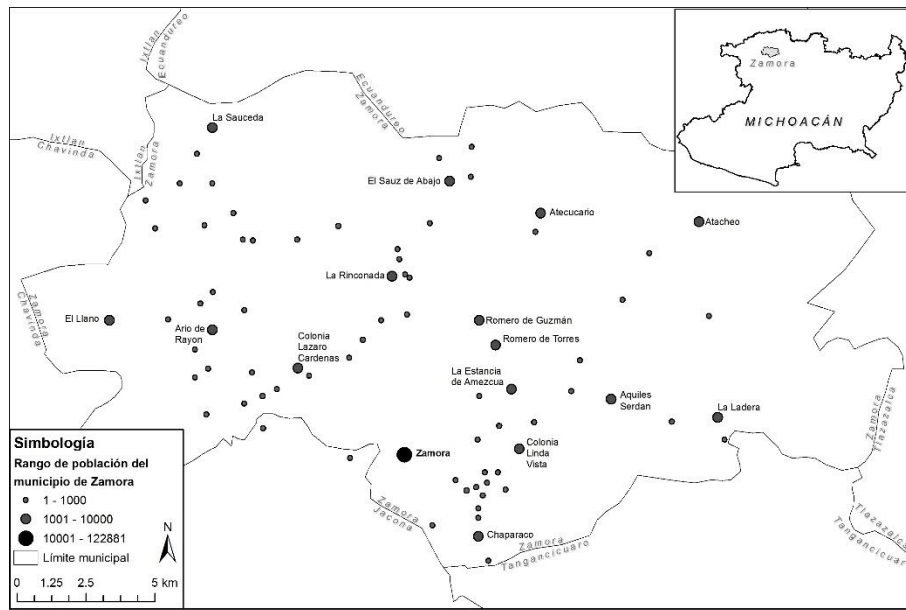 Ixtlan
Ecuandureo
Ecuandureo
Zamora
Ixtlan
Chavinda
Ixtlan
Zamora
Zamora
MICHOACÁN
La Sauceda
El Sauz de Abajo
Atecucario
Atacheo
La Rinconada
Zamora
Chavinda
El Llano
Ario de
Rayon
Colonia
Lazaro
Cardenas
Romero de Guzmán
Romero de Torres
La Estancia
de Amezcua
Aquiles
Serdan
La Ladera
Zamora
Tlazazalca
Zamora
Colonia
Linda
Vista
Chaparaco
Zamora
Jacona
Zamora
Tangancicuaro
Tlazazalca
Tangancicuaro
Simbología
Rango de población del
municipio de Zamora
1 - 1000
1001 - 10000
10001 - 122881
Límite municipal
N
0 1.25 2.5 5 km